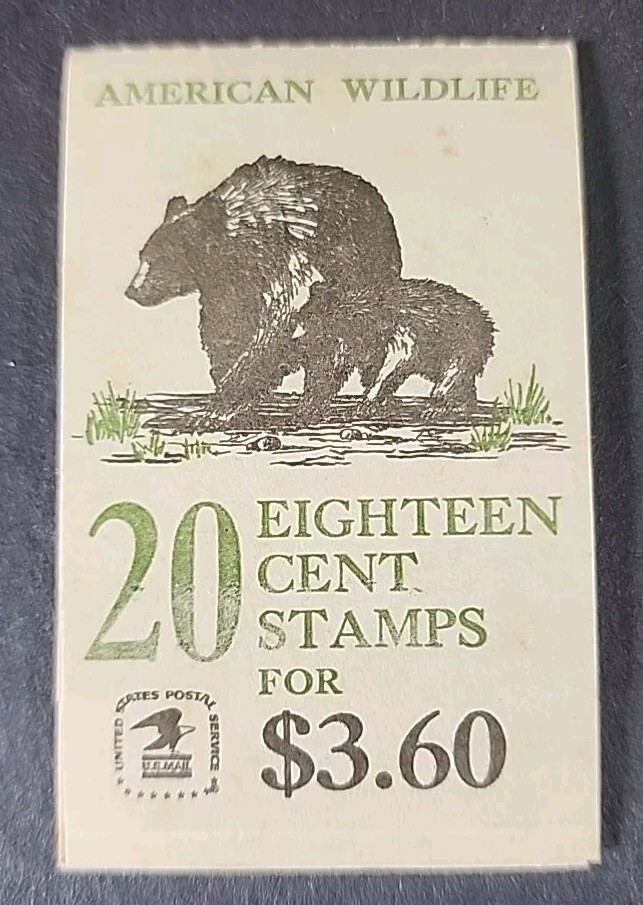 AMERICAN WILDLIFE
20 EIGHTEEN
CENT
STAMPS
FOR
$3.60
UNITED STATES POSTAL SERVICE
U.S.MAIL